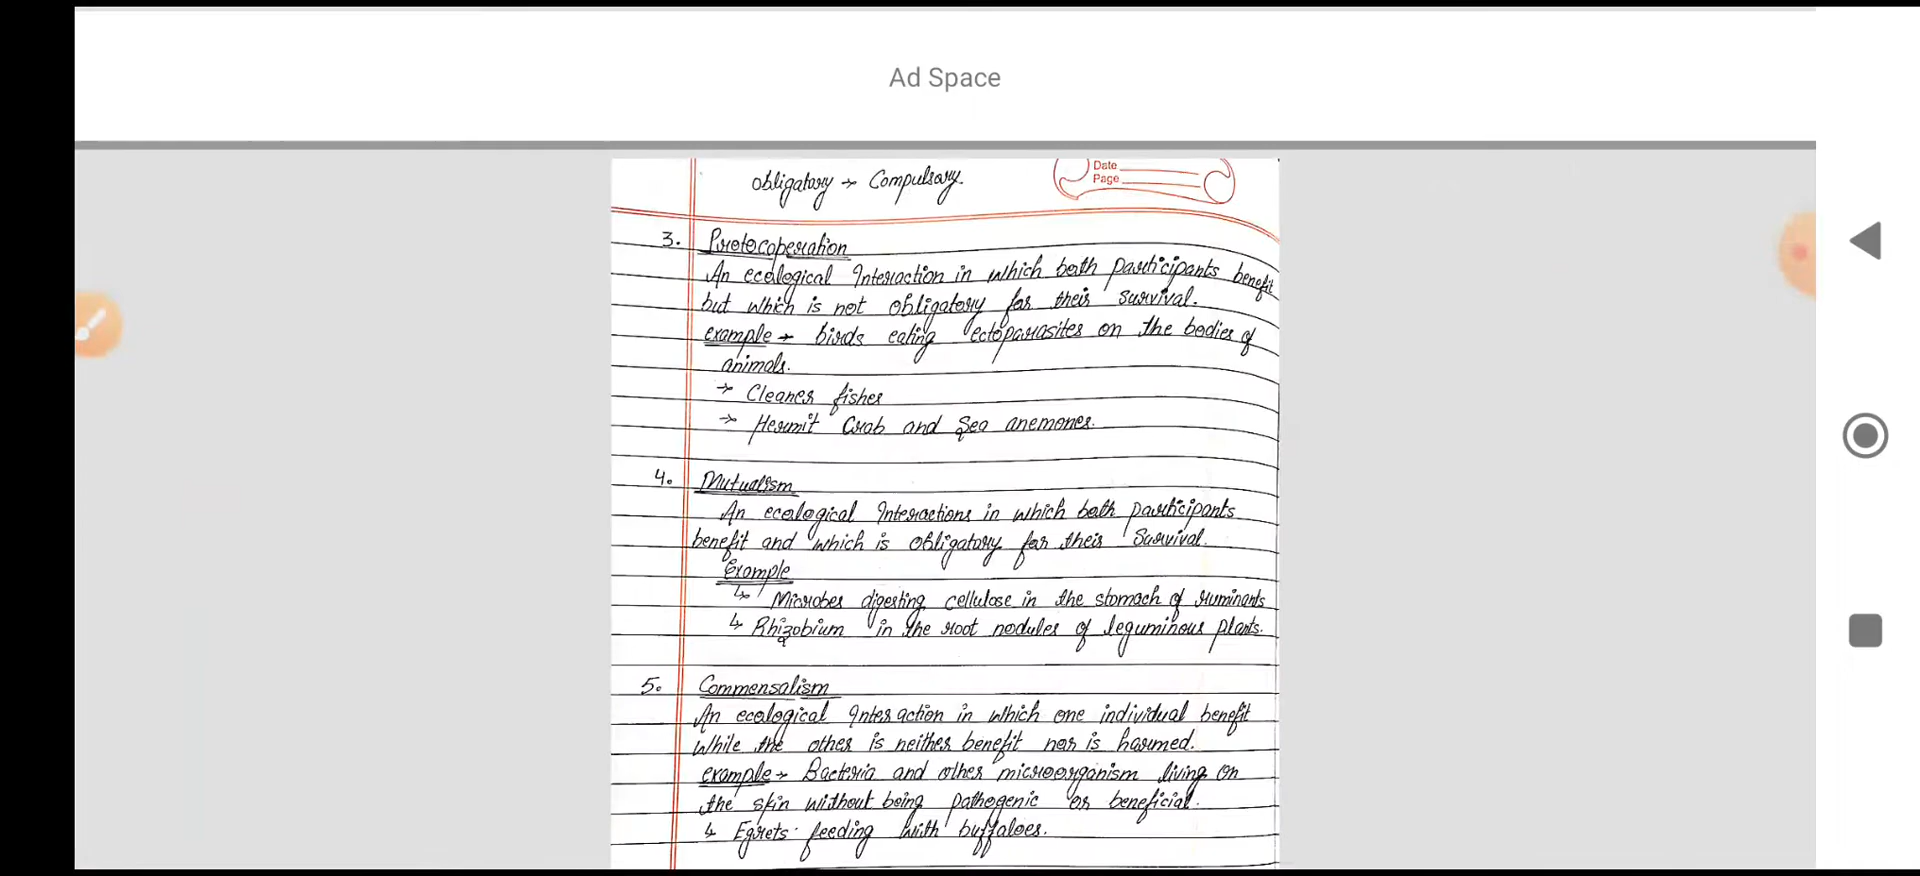 Ad Space
Date
Page
obligatory → Compulsary.
3. Protocoperation
An ecological Interaction in which both participants benefit
but which is not obligatory for their survival.
example → birds eating ectoparasites on the bodies of
animals.
→ Cleaner fishes
→ Hermit Crab and Sea anemones.
4. Mutualism
An ecological Interactions in which both participants
benefit and which is obligatory for their Survival.
Example
↳ Microbes digesting cellulose in the stomach of ruminants
↳ Rhizobium in the root nodules of leguminous plants.
5. Commensalism
An ecological Interaction in which one individual benefit
while the other is neither benefit nor is harmed.
example → Bacteria and other microorganism living on
the skin without being pathogenic or beneficial.
↳ Egrets feeding with buffaloes.